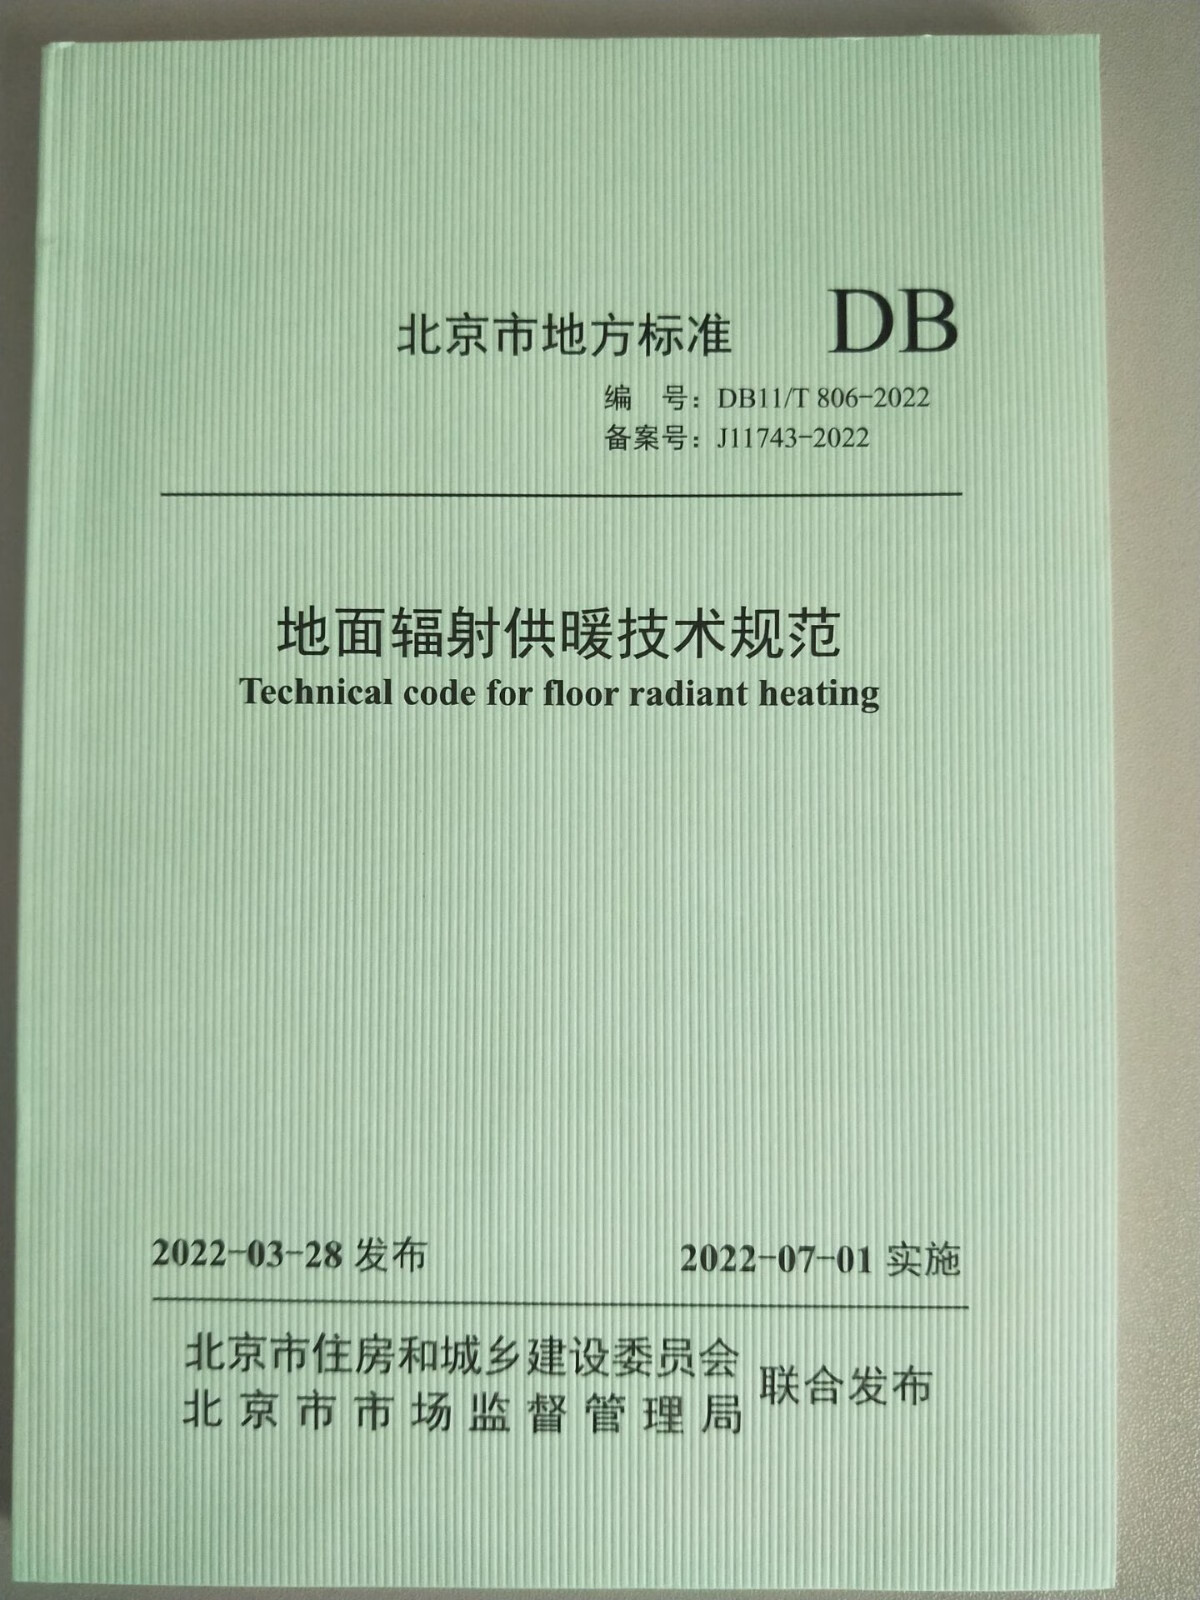 北京市地方标准 DB
编 号：DB11/T 806-2022
备案号：J11743-2022
地面辐射供暖技术规范
Technical code for floor radiant heating
2022-03-28 发布 2022-07-01 实施
北京市住房和城乡建设委员会
北京市市场监督管理局
联合发布